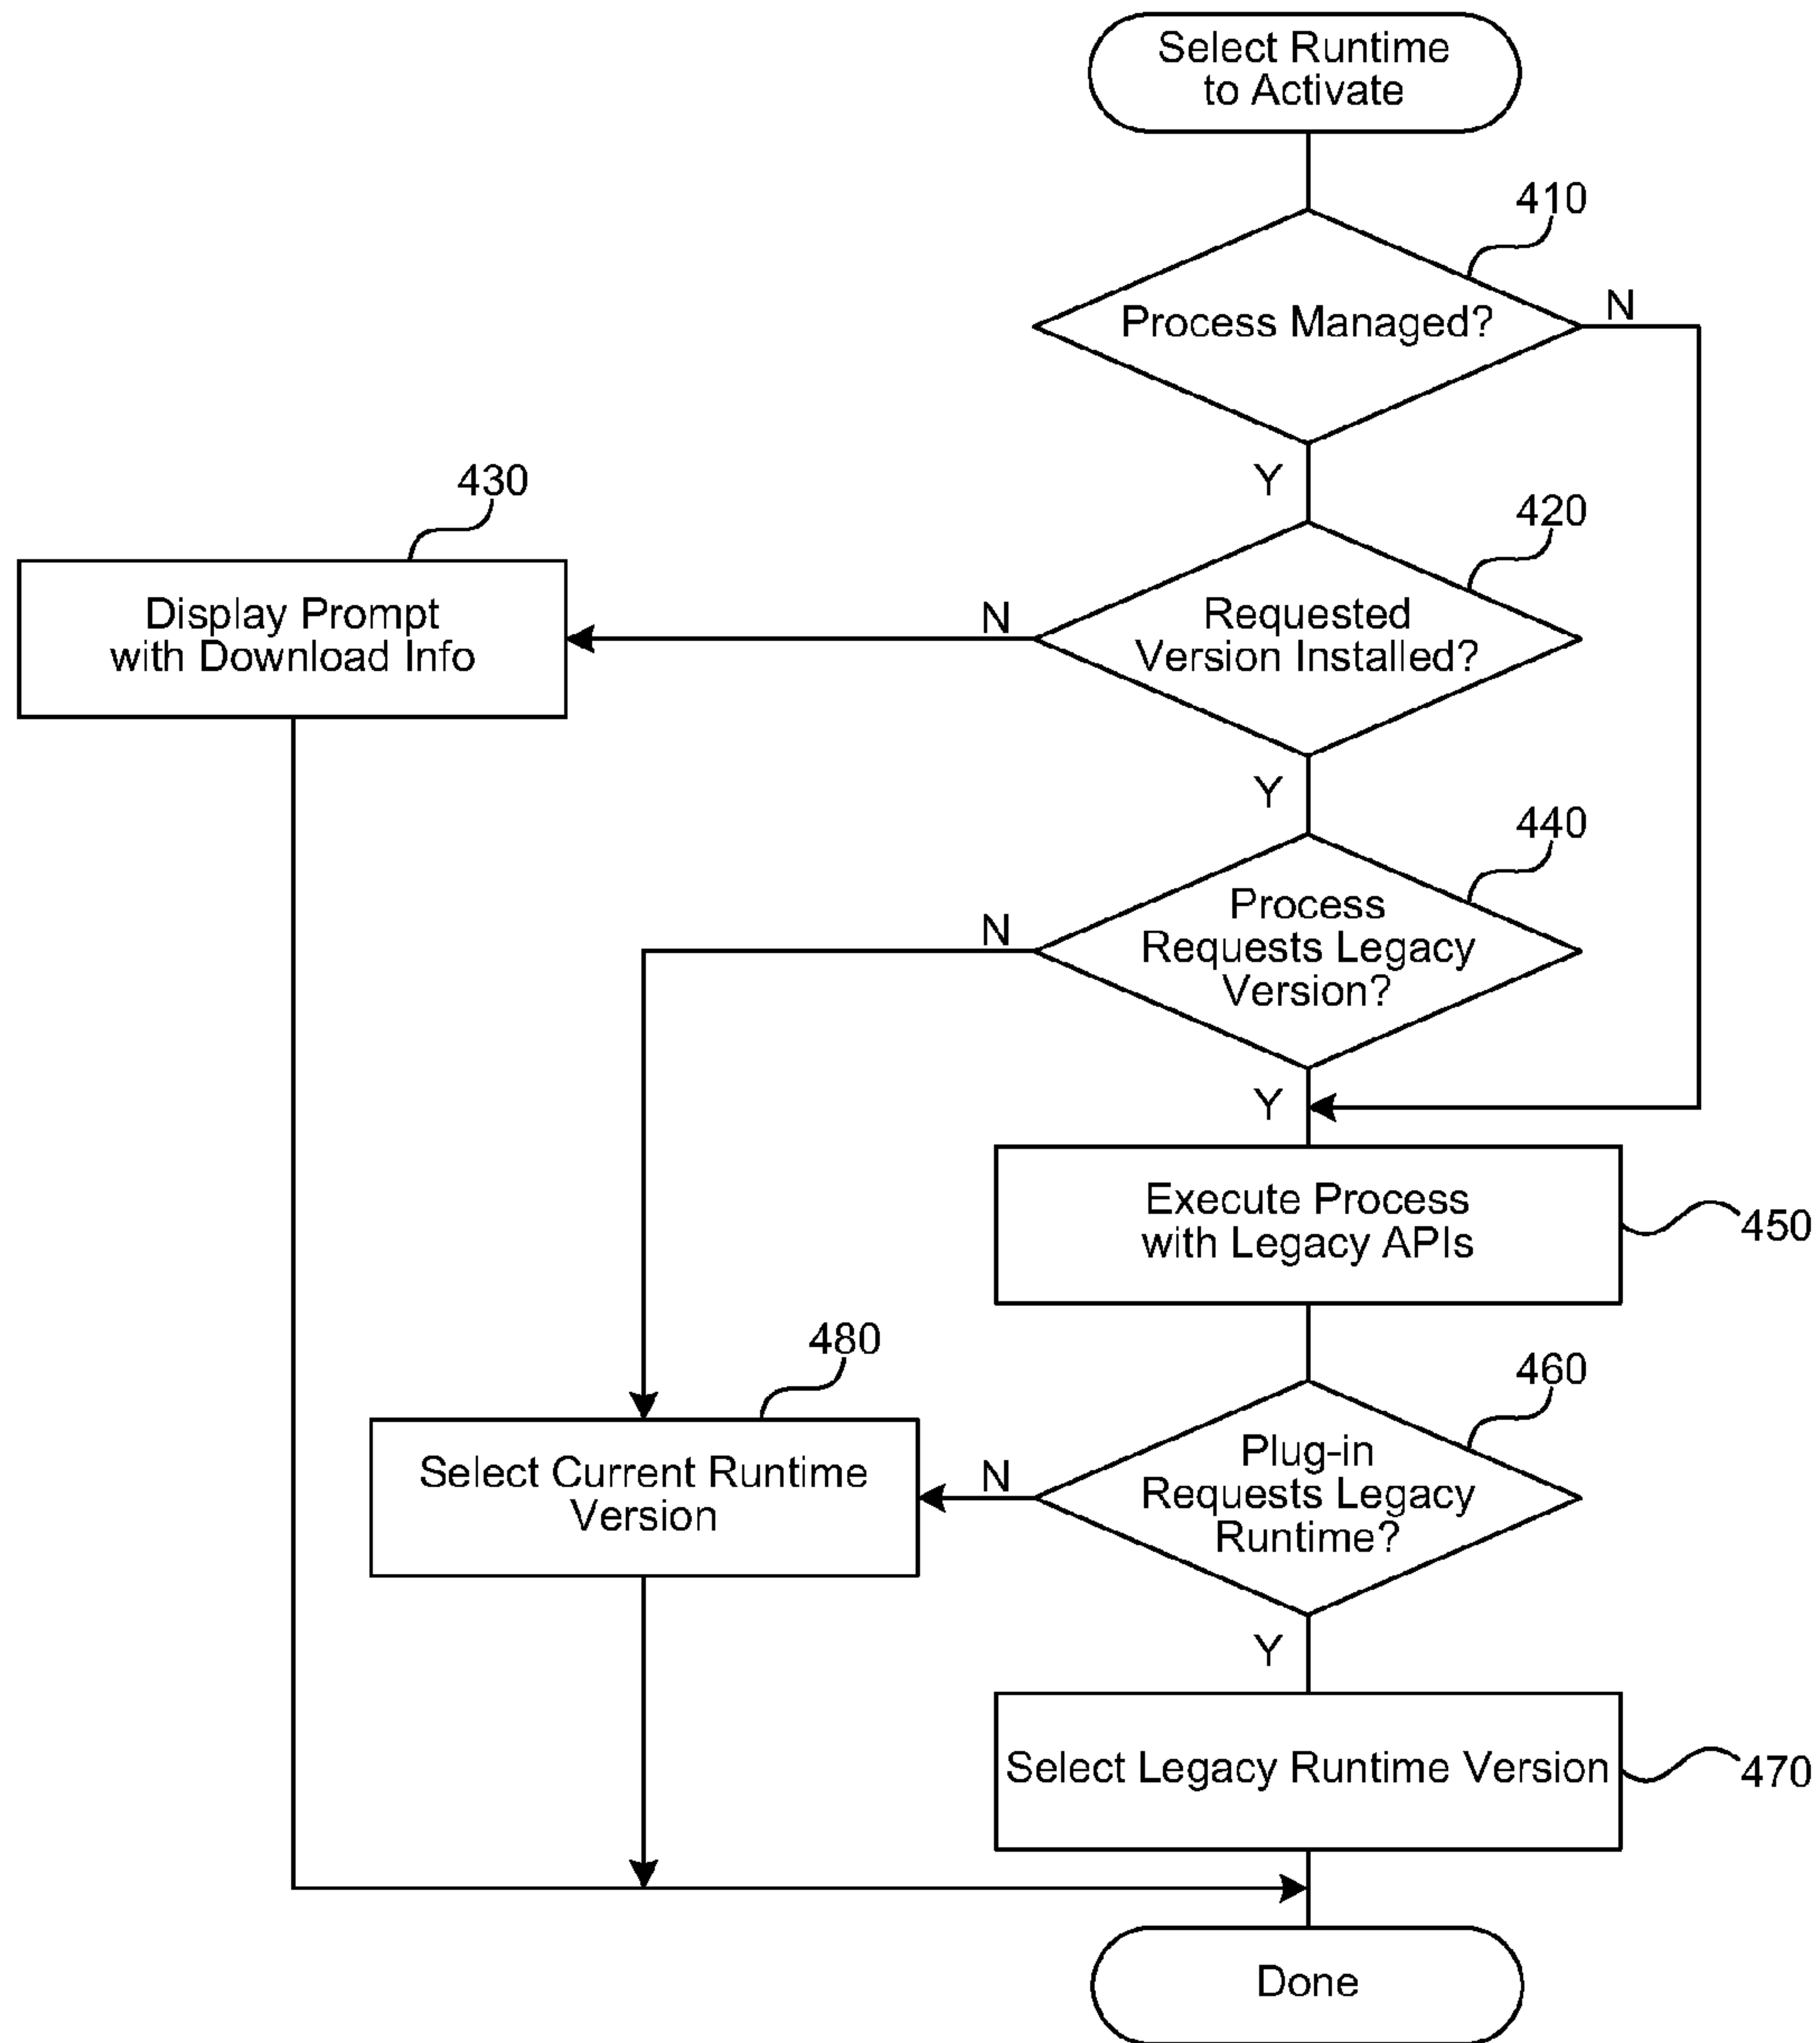 Select Runtime
to Activate
410
Process Managed?
N
Y
430
420
Display Prompt
with Download Info
N
Requested
Version Installed?
Y
440
N
Process
Requests Legacy
Version?
Y
Execute Process
with Legacy APIs
450
480
460
Select Current Runtime
Version
N
Plug-in
Requests Legacy
Runtime?
Y
Select Legacy Runtime Version
470
Done